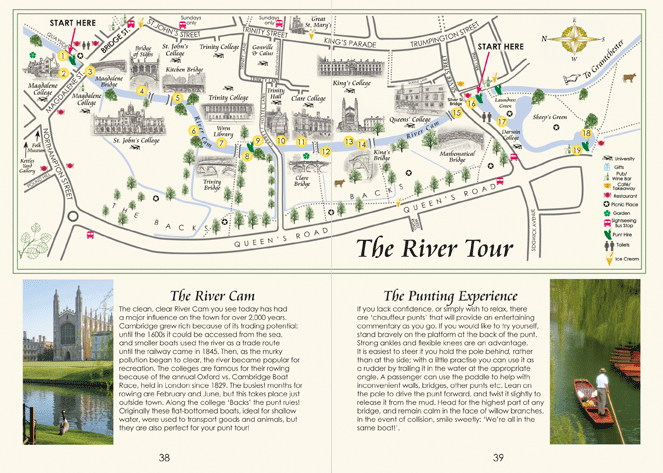 START HERE
QUAYSIDE
BRIDGE ST
ST JOHN'S STREET
Sundays
only
TRINITY STREET
Sundays
only
Great
St. Mary's
KING'S PARADE
TRUMPINGTON STREET
START HERE
To Grantchester
1
2
3
4
5
6
7
8
9
10
11
12
13
14
15
16
17
18
19
Magdalene
College
MAGDALENE ST
Magdalene
Bridge
Magdalene
College
Bridge
of Sighs
St. John's
College
Kitchen Bridge
Trinity College
Gonville
& Caius
Trinity College
Trinity
Hall
Clare College
King's College
Queens' College
Silver St
Bridge
Laundress
Green
Darwin
College
Sheep's Green
St. John's College
River Cam
Wren
Library
Trinity
Bridge
Clare
Bridge
King's
Bridge
River Cam
Mathematical
Bridge
Folk
Museum
Kettles
Yard
Gallery
NORTHAMPTON STREET
THE BACKS
BACKS
QUEEN'S ROAD
QUEEN'S ROAD
SIDGWICK AVENUE
University
Gifts
Pub/
Wine Bar
Café/
Takeaway
Restaurant
Picnic Place
Garden
Sightseeing
Bus Stop
Punt Hire
Toilets
Ice Cream
The River Tour
The River Cam
The clean, clear River Cam you see today has had
a major influence on the town for over 2,000 years.
Cambridge grew rich because of its trading potential:
until the 1600s it could be accessed from the sea,
and smaller boats used the river as a trade route
until the railway came in 1845. Then, as the murky
pollution began to clear, the river became popular for
recreation. The colleges are famous for their rowing
because of the annual Oxford vs. Cambridge Boat
Race, held in London since 1829. The busiest months for
rowing are February and June, but this takes place just
outside town. Along the college 'Backs' the punt rules!
Originally these flat-bottomed boats, ideal for shallow
water, were used to transport goods and animals, but
they are also perfect for your punt tour!
38
The Punting Experience
If you lack confidence, or simply wish to relax, there
are 'chauffeur punts' that will provide an entertaining
commentary as you go. If you would like to try yourself,
stand bravely on the platform at the back of the punt.
Strong ankles and flexible knees are an advantage.
It is easiest to steer if you hold the pole behind, rather
than at the side; with a little practise you can use it as
a rudder by trailing it in the water at the appropriate
angle. A passenger can use the paddle to help with
inconvenient walls, bridges, other punts etc. Lean on
the pole to drive the punt forward, and twist it slightly to
release it from the mud. Head for the highest part of any
bridge, and remain calm in the face of willow branches.
In the event of collision, smile sweetly: 'We're all in the
same boat!'.
39